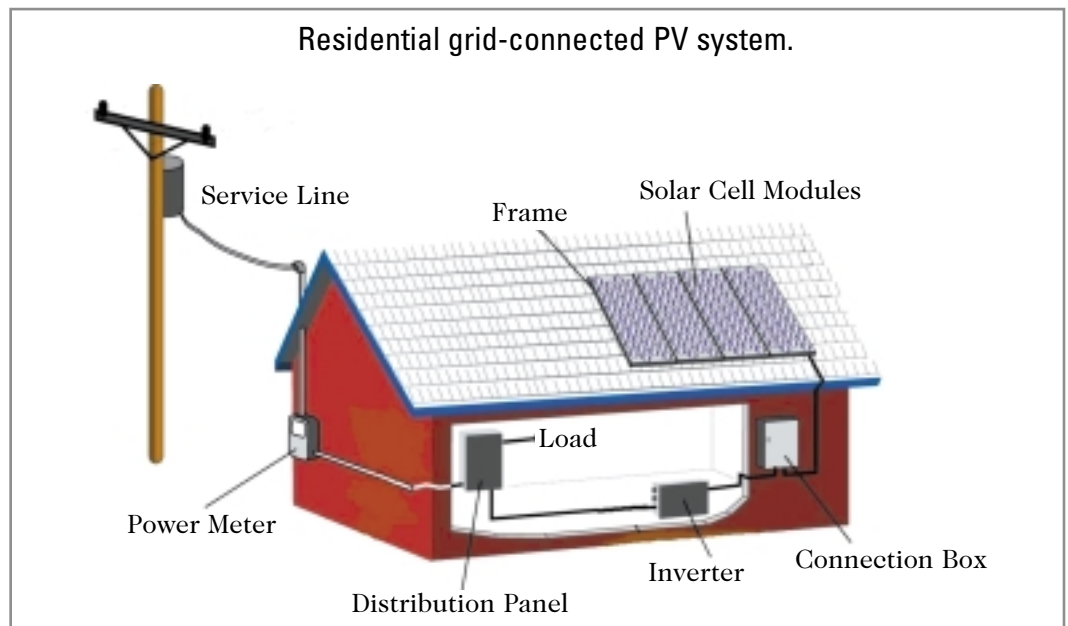 Residential grid-connected PV system.
Service Line
Solar Cell Modules
Frame
Load
Power Meter
Connection Box
Inverter
Distribution Panel